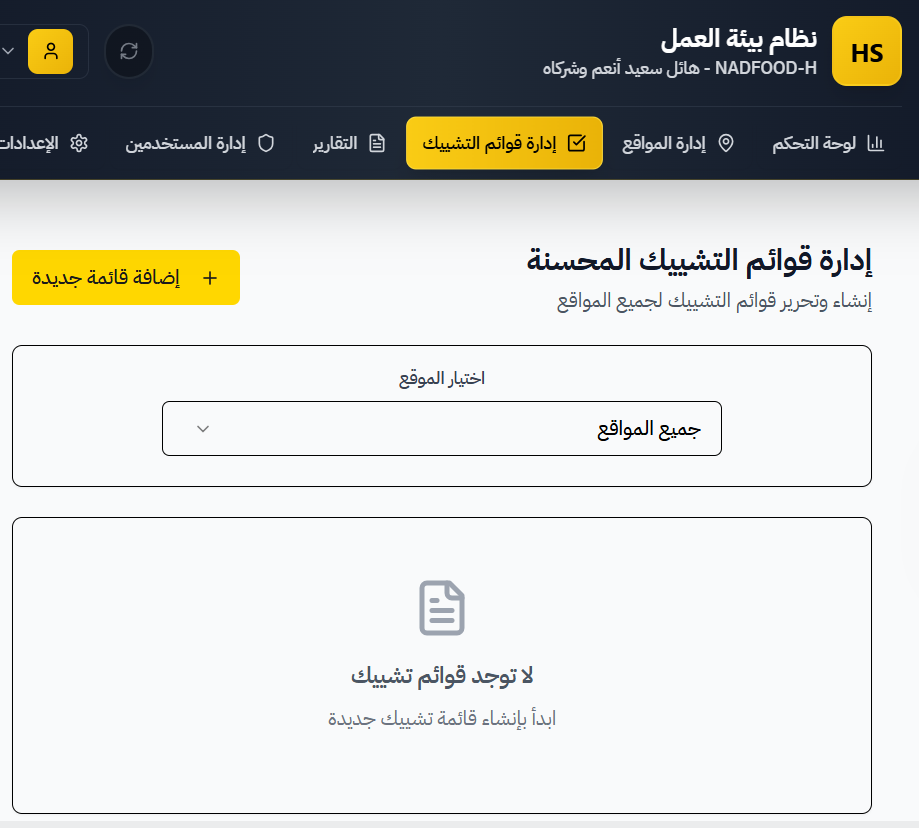 HS
نظام بيئة العمل
NADFOOD-H - هائل سعيد أنعم وشركاه
لوحة التحكم
إدارة المواقع
إدارة قوائم التشييك
التقارير
إدارة المستخدمين
الإعدادات
إدارة قوائم التشييك المحسنة
إنشاء وتحرير قوائم التشييك لجميع المواقع
+ إضافة قائمة جديدة
اختيار الموقع
جميع المواقع
لا توجد قوائم تشييك
ابدأ بإنشاء قائمة تشييك جديدة